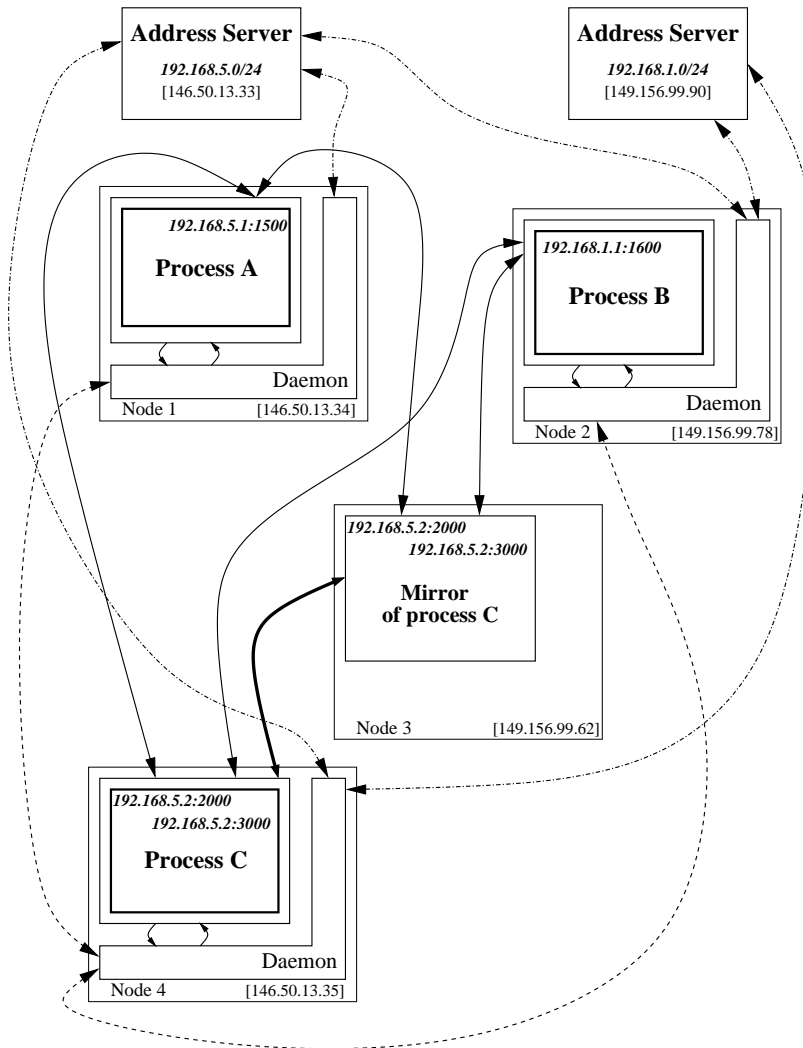 Address Server
192.168.5.0/24
[146.50.13.33]
Address Server
192.168.1.0/24
[149.156.99.90]
192.168.5.1:1500
Process A
Daemon
Node 1
[146.50.13.34]
192.168.1.1:1600
Process B
Daemon
Node 2
[149.156.99.78]
192.168.5.2:2000
192.168.5.2:3000
Mirror
of process C
Node 3
[149.156.99.62]
192.168.5.2:2000
192.168.5.2:3000
Process C
Daemon
Node 4
[146.50.13.35]